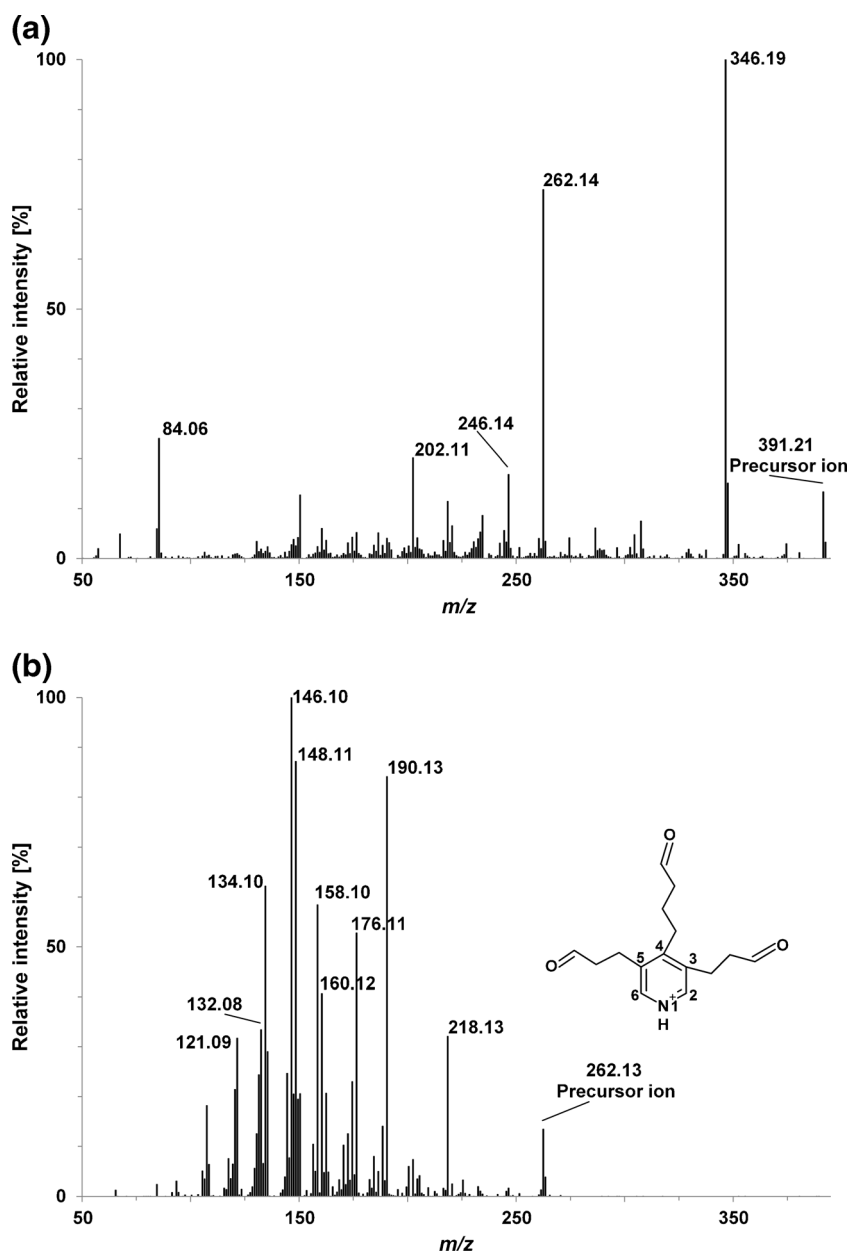 (a)
Relative intensity [%]
100
50
0
346.19
262.14
84.06
246.14
202.11
391.21
Precursor ion
50
150
250
350
m/z
(b)
Relative intensity [%]
100
50
0
146.10
148.11
190.13
134.10
158.10
176.11
160.12
132.08
121.09
218.13
262.13
Precursor ion
O
O
O
4
5
3
6
2
N1
+
H
50
150
250
350
m/z